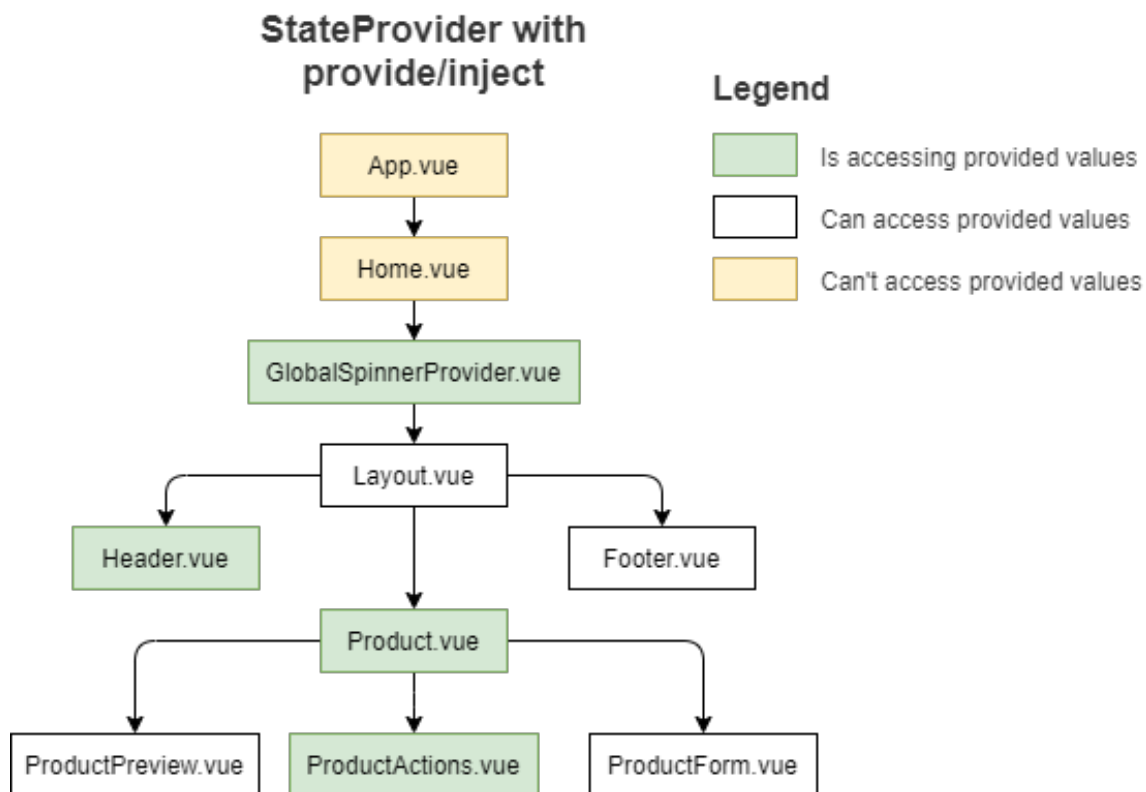 StateProvider with
provide/inject
Legend
Is accessing provided values
Can access provided values
Can't access provided values
App.vue
Home.vue
GlobalSpinnerProvider.vue
Layout.vue
Header.vue
Footer.vue
Product.vue
ProductPreview.vue
ProductActions.vue
ProductForm.vue